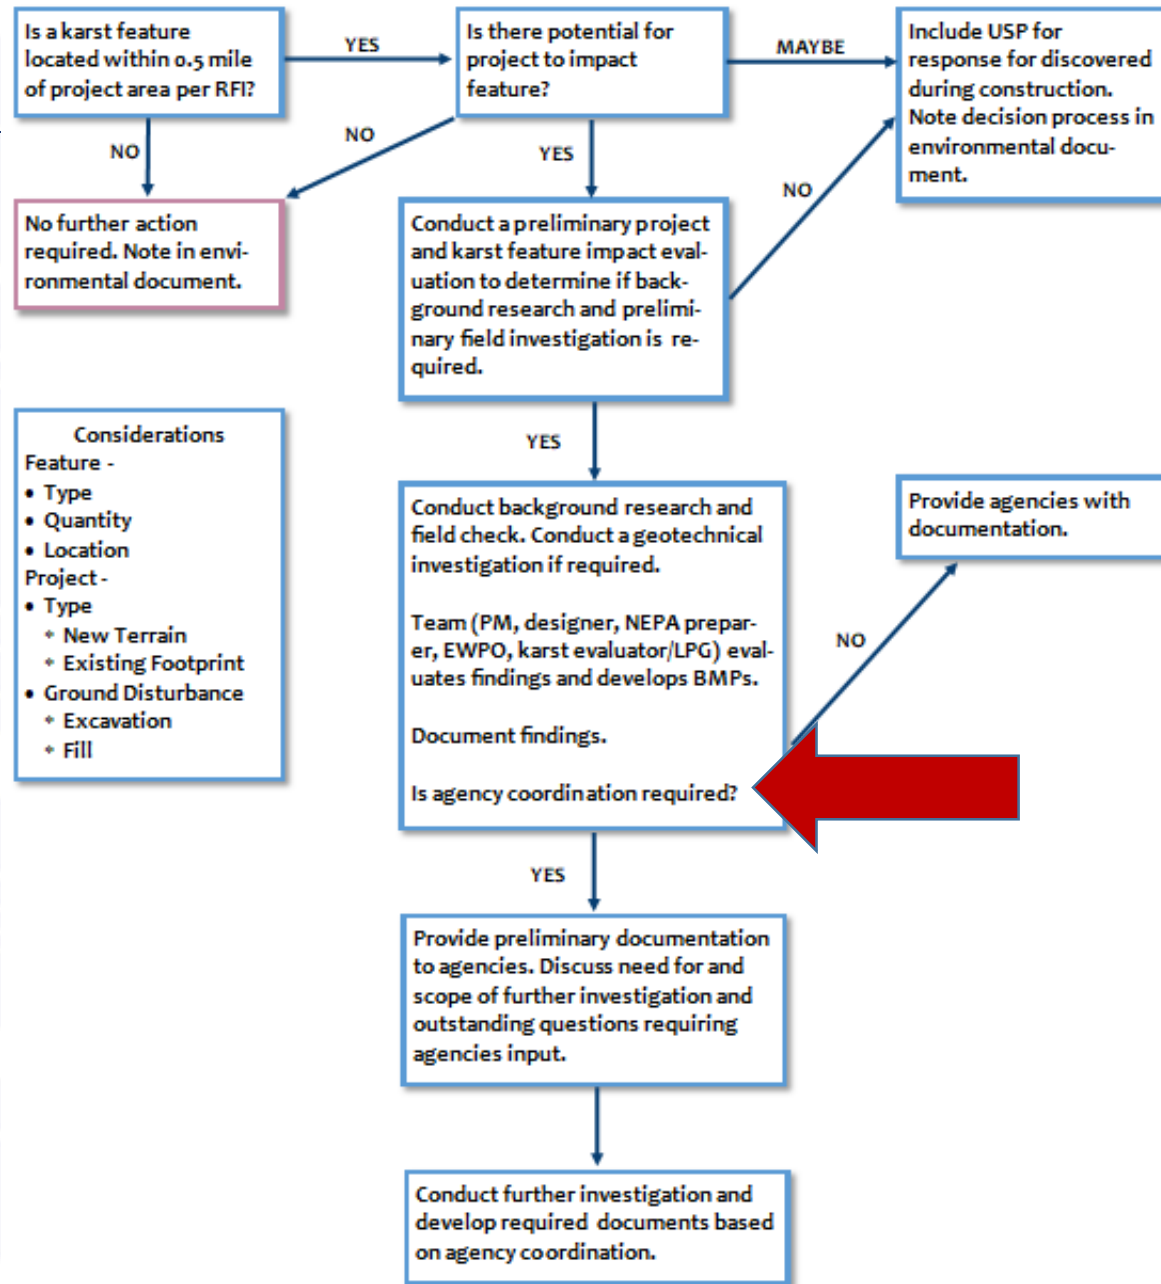 Is a karst feature
located within 0.5 mile
of project area per RFI?
YES
Is there potential for
project to impact
feature?
MAYBE
Include USP for
response for discovered
during construction.
Note decision process in
environmental docu-
ment.
NO
NO
YES
NO
No further action
required. Note in envi-
ronmental document.
Conduct a preliminary project
and karst feature impact eval-
uation to determine if back-
ground research and prelimi-
nary field investigation is re-
quired.
YES
Considerations
Feature -
• Type
• Quantity
• Location
Project -
• Type
* New Terrain
* Existing Footprint
• Ground Disturbance
* Excavation
* Fill
Conduct background research and
field check. Conduct a geotechnical
investigation if required.
Team (PM, designer, NEPA prepar-
er, EWPO, karst evaluator/LPG) eval-
uates findings and develops BMPs.
Document findings.
Is agency coordination required?
NO
Provide agencies with
documentation.
YES
Provide preliminary documentation
to agencies. Discuss need for and
scope of further investigation and
outstanding questions requiring
agencies input.
Conduct further investigation and
develop required documents based
on agency coordination.